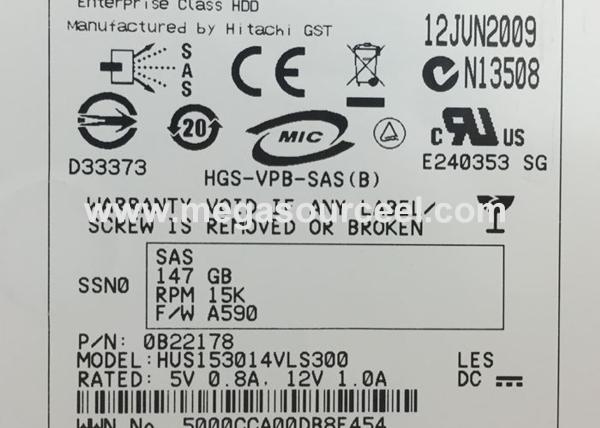 Enterprise Class HDD
Manufactured by Hitachi GST
12JUN2009
SAS
CE
N13508
20
MIC
c RU US
D33373
HGS-VPB-SAS(B)
E240353 SG
WARRANTY VOID IF ANY LABEL/
www.megasourceel.com
SCREW IS REMOVED OR BROKEN
SAS
SSN0
147 GB
RPM 15K
F/W A590
P/N: 0B22178
MODEL: HUS153014VLS300
LES
RATED: 5V 0.8A, 12V 1.0A
DC
WWN No. 5000CCA00DB8E454